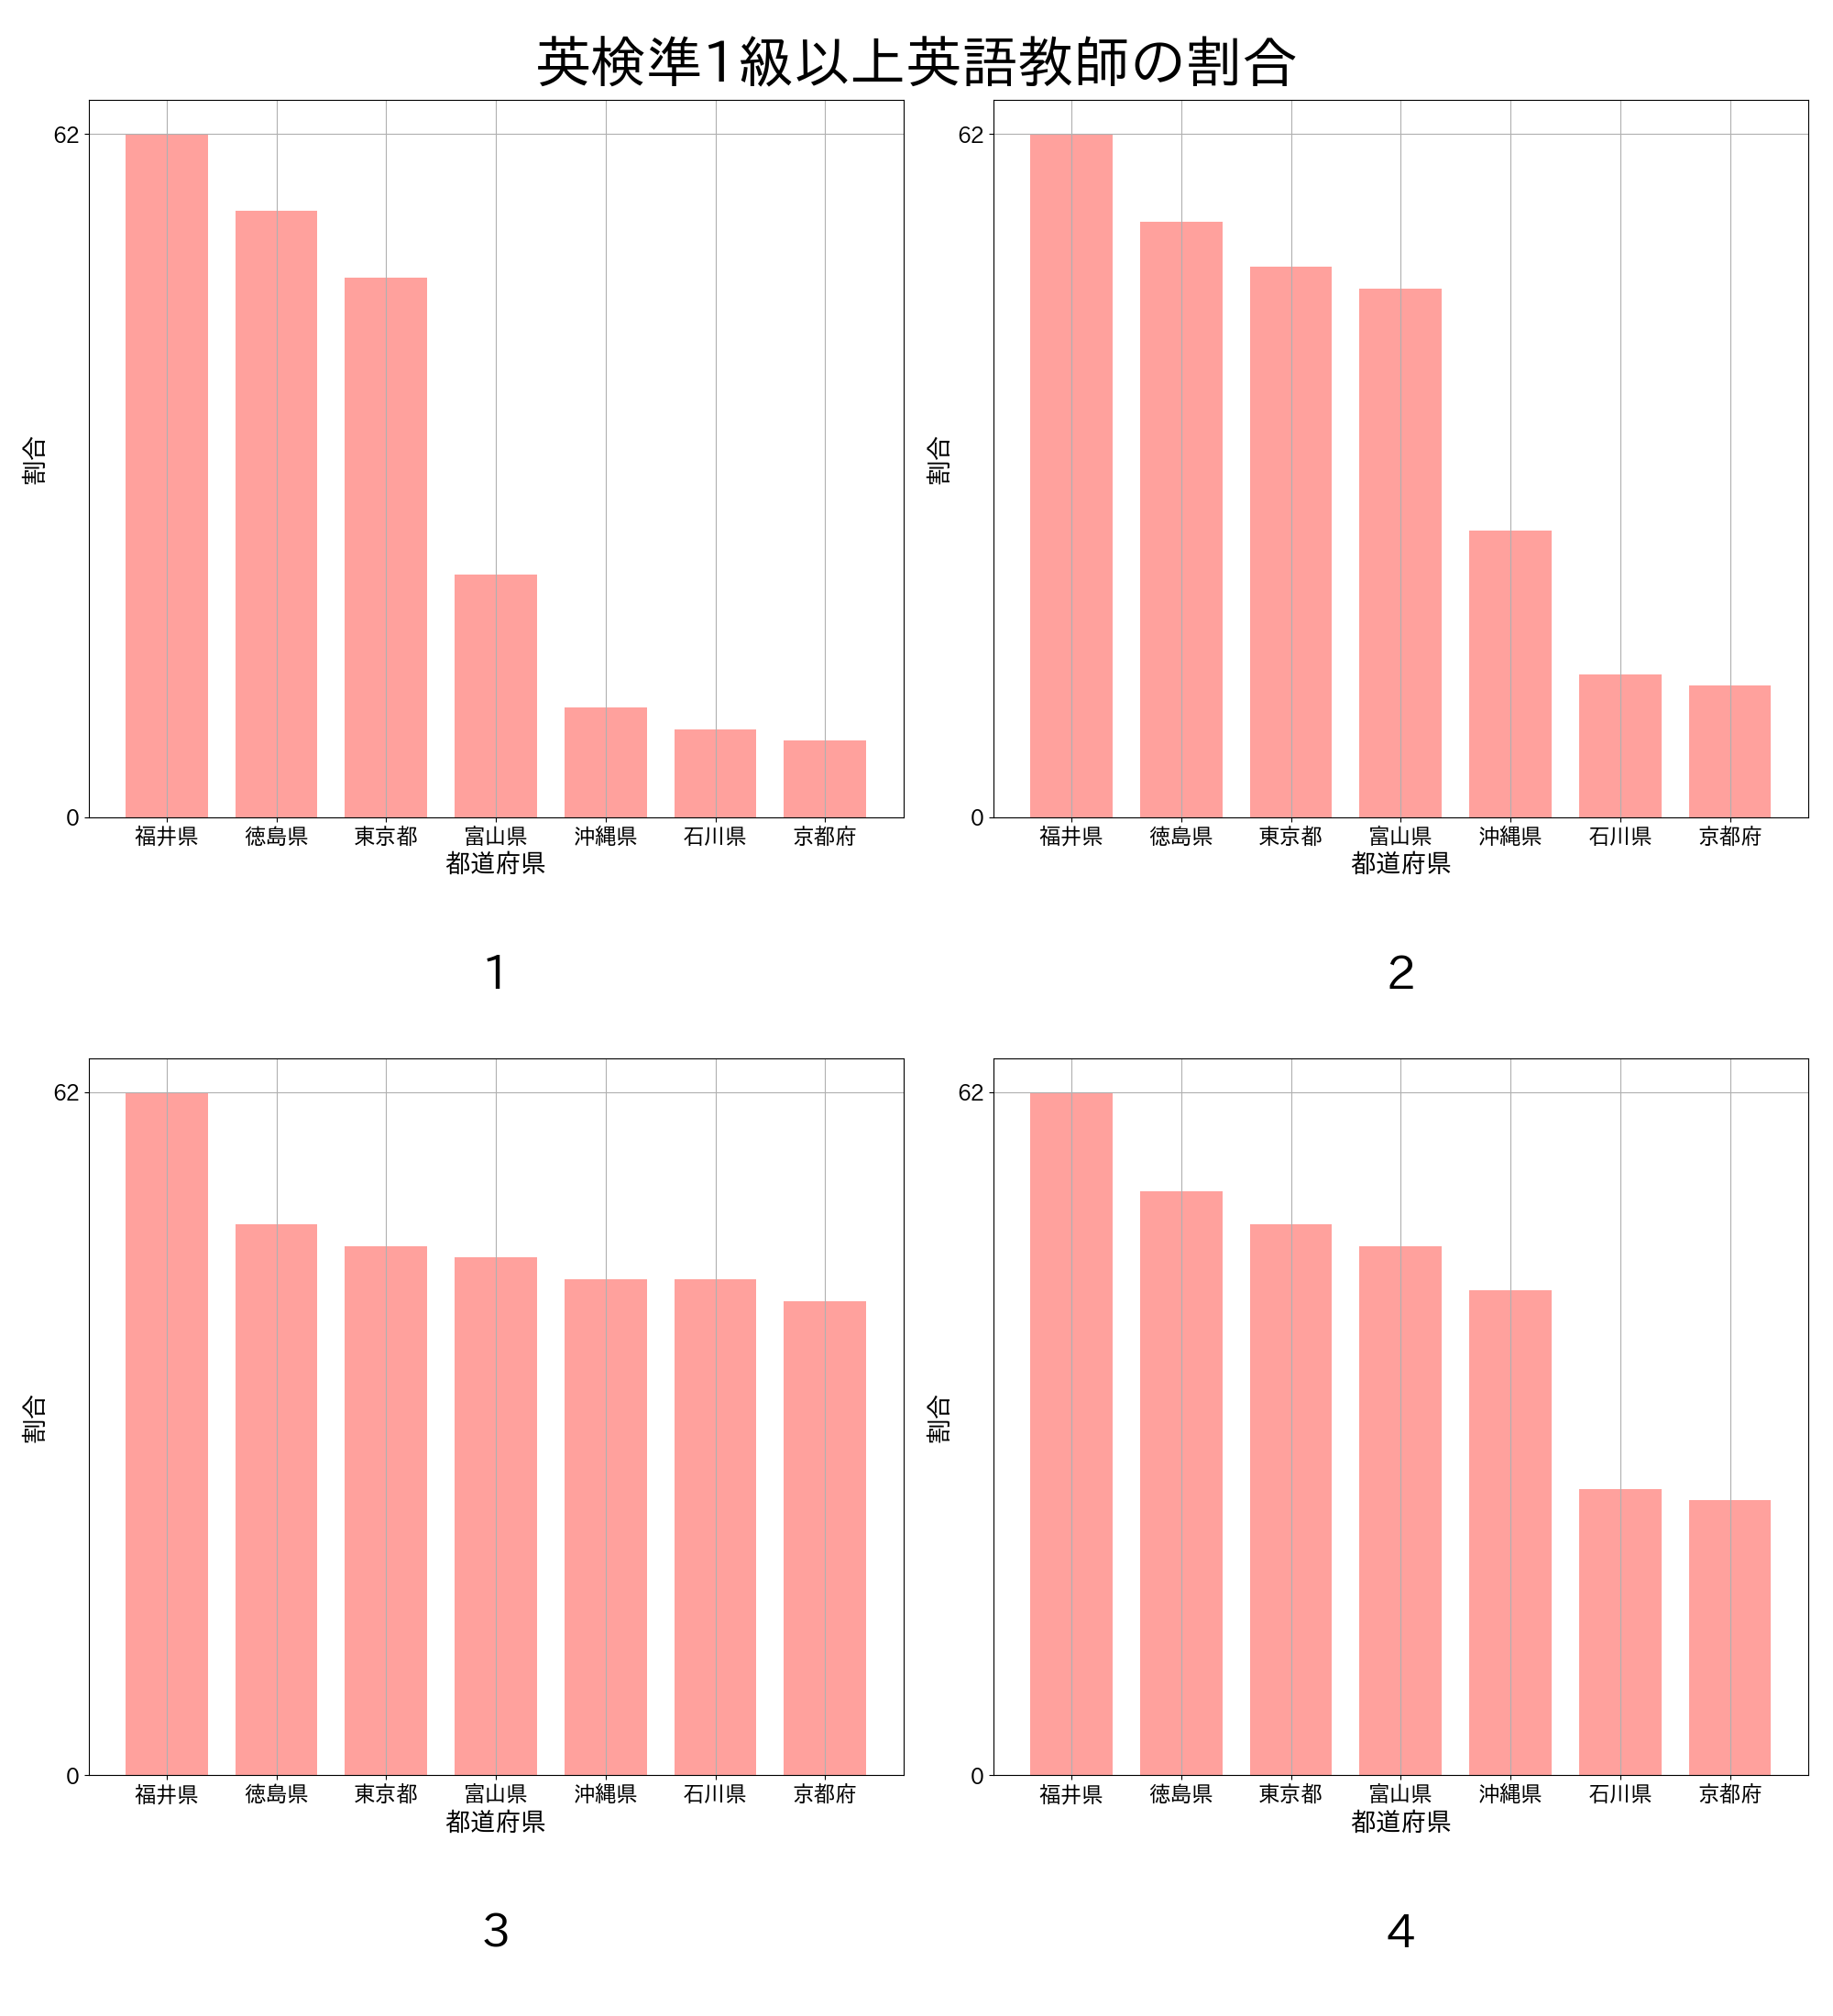 英検準1級以上英語教師の割合
62
0
割合
福井県 徳島県 東京都 富山県 沖縄県 石川県 京都府
都道府県
1
62
0
割合
福井県 徳島県 東京都 富山県 沖縄県 石川県 京都府
都道府県
2
62
0
割合
福井県 徳島県 東京都 富山県 沖縄県 石川県 京都府
都道府県
3
62
0
割合
福井県 徳島県 東京都 富山県 沖縄県 石川県 京都府
都道府県
4